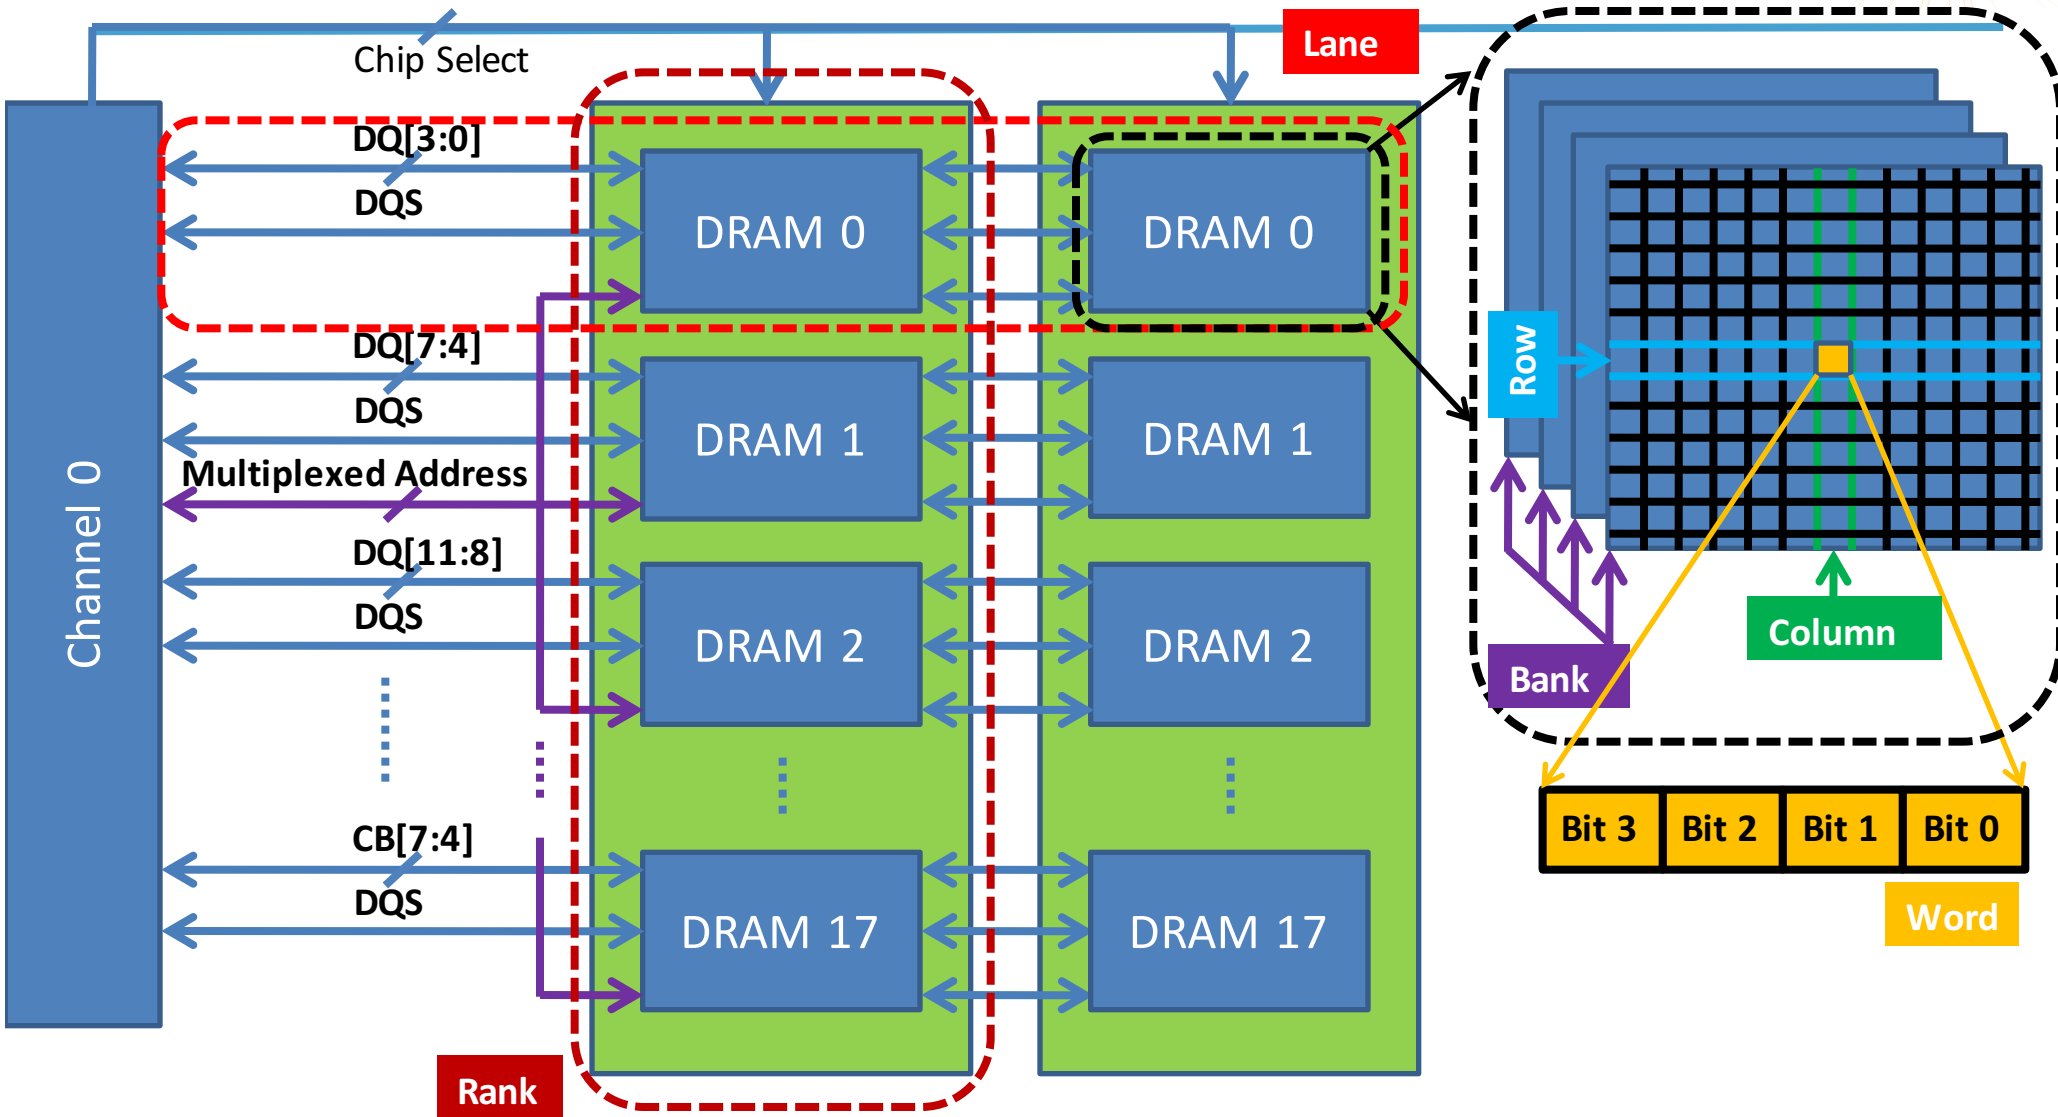 Chip Select
Lane
Channel 0
DQ[3:0]
DQS
DRAM 0
DRAM 0
DQ[7:4]
DQS
DRAM 1
DRAM 1
Multiplexed Address
DQ[11:8]
DQS
DRAM 2
DRAM 2
CB[7:4]
DQS
DRAM 17
DRAM 17
Rank
Row
Column
Bank
Bit 3
Bit 2
Bit 1
Bit 0
Word